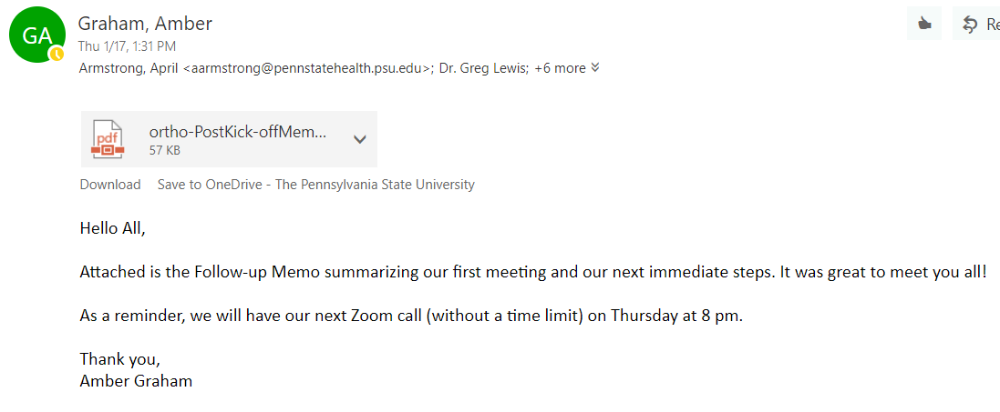 GA
Graham, Amber
Thu 1/17, 1:31 PM
Armstrong, April <aarmstrong@pennstatehealth.psu.edu>; Dr. Greg Lewis; +6 more
Re
pdf
ortho-PostKick-offMem...
57 KB
Download Save to OneDrive - The Pennsylvania State University
Hello All,
Attached is the Follow-up Memo summarizing our first meeting and our next immediate steps. It was great to meet you all!
As a reminder, we will have our next Zoom call (without a time limit) on Thursday at 8 pm.
Thank you,
Amber Graham